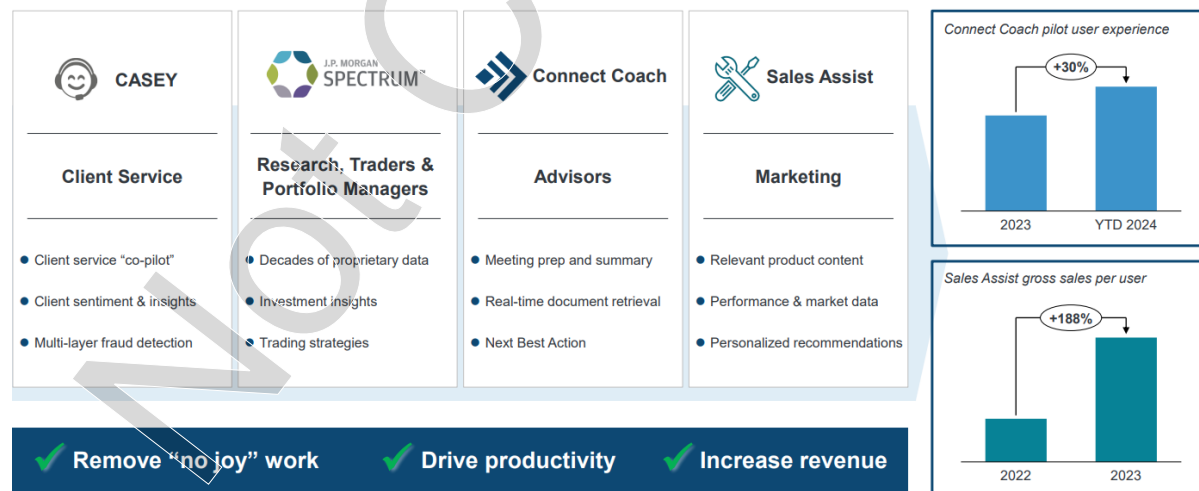 CASEY
Client Service
Client service “co-pilot”
Client sentiment & insights
Multi-layer fraud detection
J.P. MORGAN
SPECTRUM™
Research, Traders &
Portfolio Managers
Decades of proprietary data
Investment insights
Trading strategies
Connect Coach
Advisors
Meeting prep and summary
Real-time document retrieval
Next Best Action
Sales Assist
Marketing
Relevant product content
Performance & market data
Personalized recommendations
Connect Coach pilot user experience
+30%
2023 YTD 2024
Sales Assist gross sales per user
+188%
2022 2023
Remove “no joy” work Drive productivity Increase revenue
Not